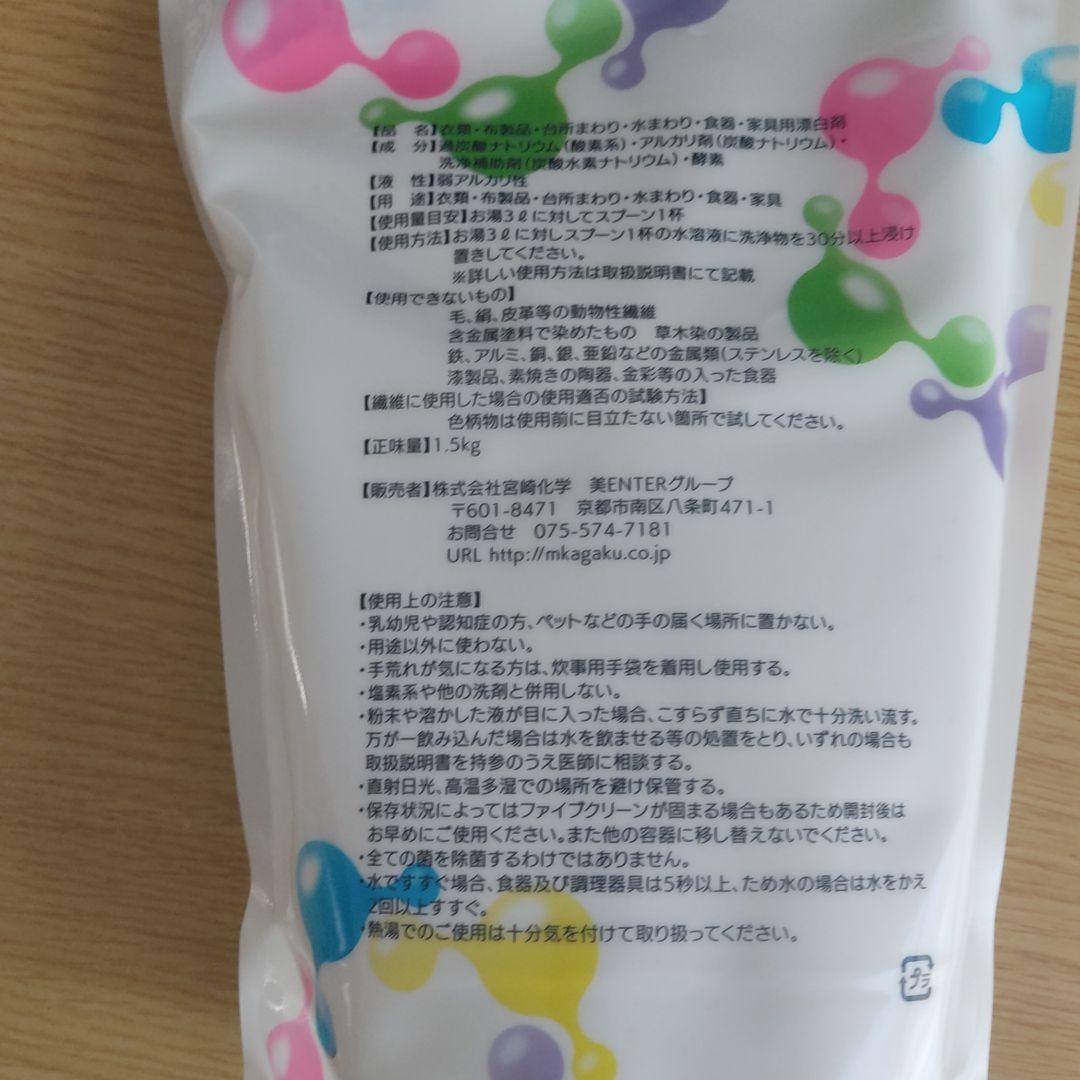 【品　名】衣類・布製品・台所まわり・水まわり・食器・家具用漂白剤
【成　分】過炭酸ナトリウム(酸素系)・アルカリ剤(炭酸ナトリウム)・
洗浄補助剤(炭酸水素ナトリウム)・酵素
【液　性】弱アルカリ性
【用　途】衣類・布製品・台所まわり・水まわり・食器・家具
【使用量目安】お湯3ℓに対してスプーン1杯
【使用方法】お湯3ℓに対しスプーン1杯の水溶液に洗浄物を30分以上浸け
置きしてください。
※詳しい使用方法は取扱説明書にて記載
【使用できないもの】
毛、絹、皮革等の動物性繊維
含金属塗料で染めたもの　草木染の製品
鉄、アルミ、銅、銀、亜鉛などの金属類(ステンレスを除く)
漆製品、素焼きの陶器、金彩等の入った食器
【繊維に使用した場合の使用適否の試験方法】
色柄物は使用前に目立たない箇所で試してください。
【正味量】1.5kg
【販売者】株式会社宮崎化学　美ENTERグループ
〒601-8471　京都市南区八条町471-1
お問合せ　075-574-7181
URL http://mkagaku.co.jp
【使用上の注意】
・乳幼児や認知症の方、ペットなどの手の届く場所に置かない。
・用途以外に使わない。
・手荒れが気になる方は、炊事用手袋を着用し使用する。
・塩素系や他の洗剤と併用しない。
・粉末や溶かした液が目に入った場合、こすらず直ちに水で十分洗い流す。
万が一飲み込んだ場合は水を飲ませる等の処置をとり、いずれの場合も
取扱説明書を持参のうえ医師に相談する。
・直射日光、高温多湿での場所を避け保管する。
・保存状況によってはファイブクリーンが固まる場合もあるため開封後は
お早めにご使用ください。また他の容器に移し替えないでください。
・全ての菌を除菌するわけではありません。
・水ですすぐ場合、食器及び調理器具は5秒以上、ため水の場合は水をかえ
2回以上すすぐ。
・熱湯でのご使用は十分気を付けて取り扱ってください。
プラ